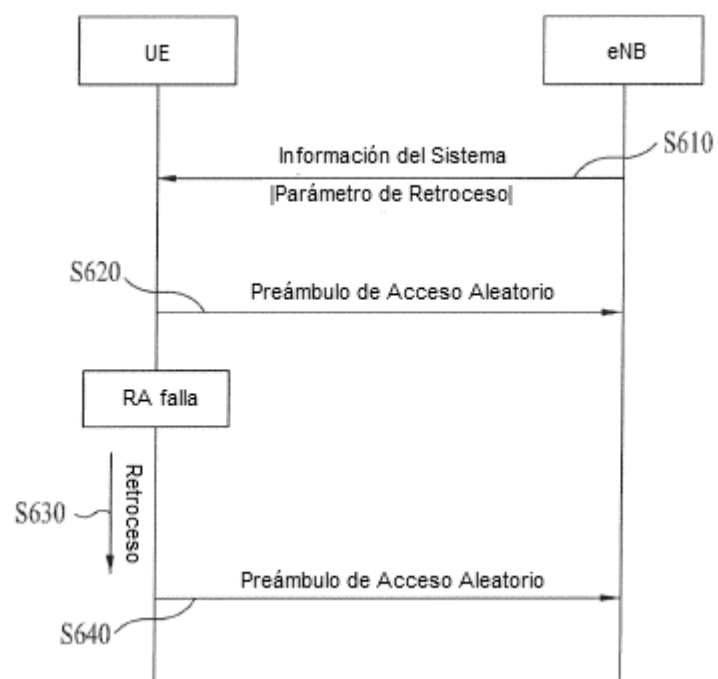 UE
eNB
S610
Información del Sistema
|Parámetro de Retroceso|
S620
Preámbulo de Acceso Aleatorio
RA falla
Retroceso
S630
Preámbulo de Acceso Aleatorio
S640